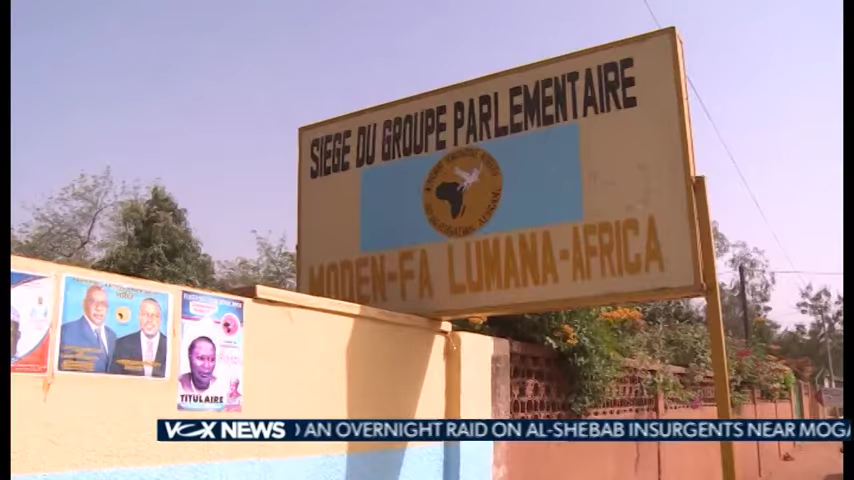 SIEGE DU GROUPE PARLEMENTAIRE
MODEN-FA LUMANA-AFRICA
TITULAIRE
VOX NEWS
) AN OVERNIGHT RAID ON AL-SHEBAB INSURGENTS NEAR MOGA